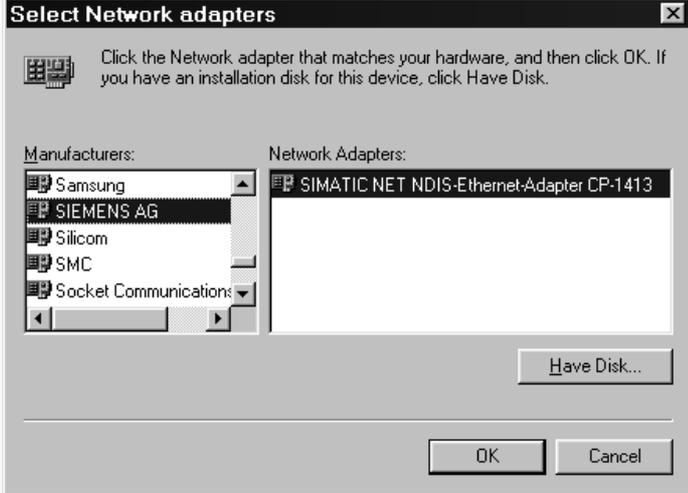 Select Network adapters
Click the Network adapter that matches your hardware, and then click OK. If
you have an installation disk for this device, click Have Disk.
Manufacturers:
Samsung
SIEMENS AG
Silicom
SMC
Socket Communications
Network Adapters:
SIMATIC NET NDIS-Ethernet-Adapter CP-1413
Have Disk...
OK
Cancel